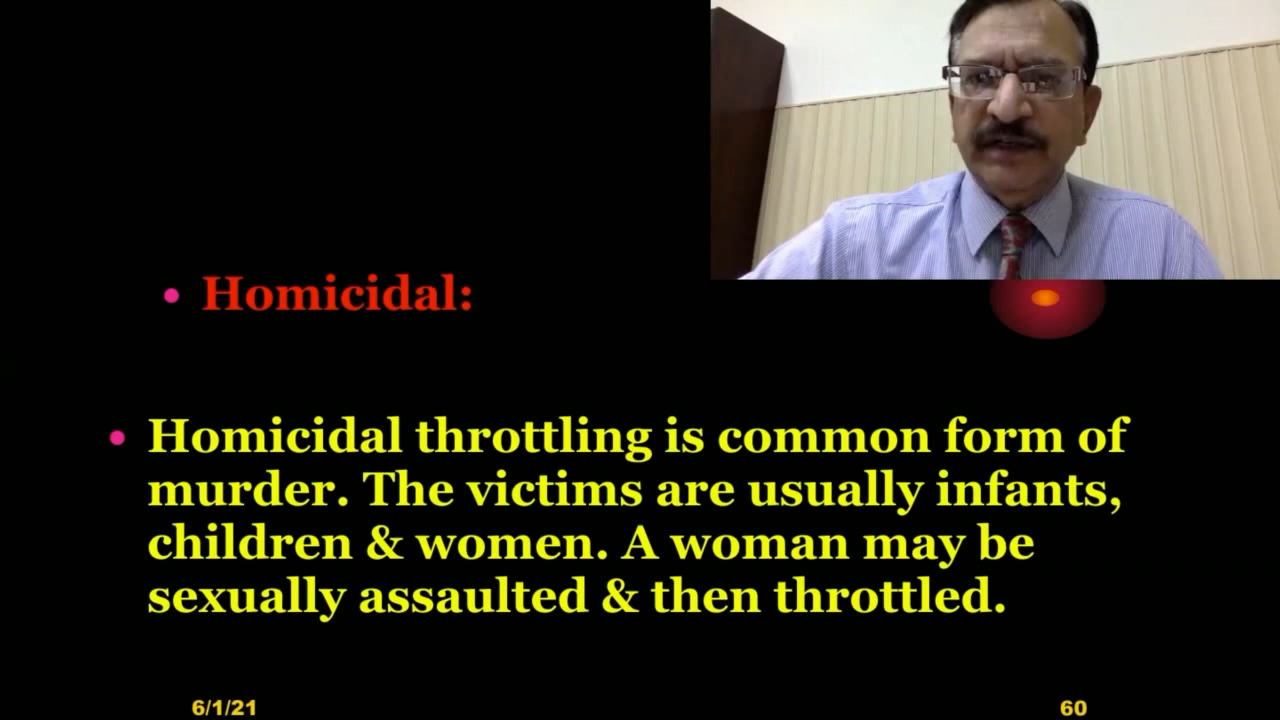 Homicidal:
Homicidal throttling is common form of
murder. The victims are usually infants,
children & women. A woman may be
sexually assaulted & then throttled.
6/1/21
60